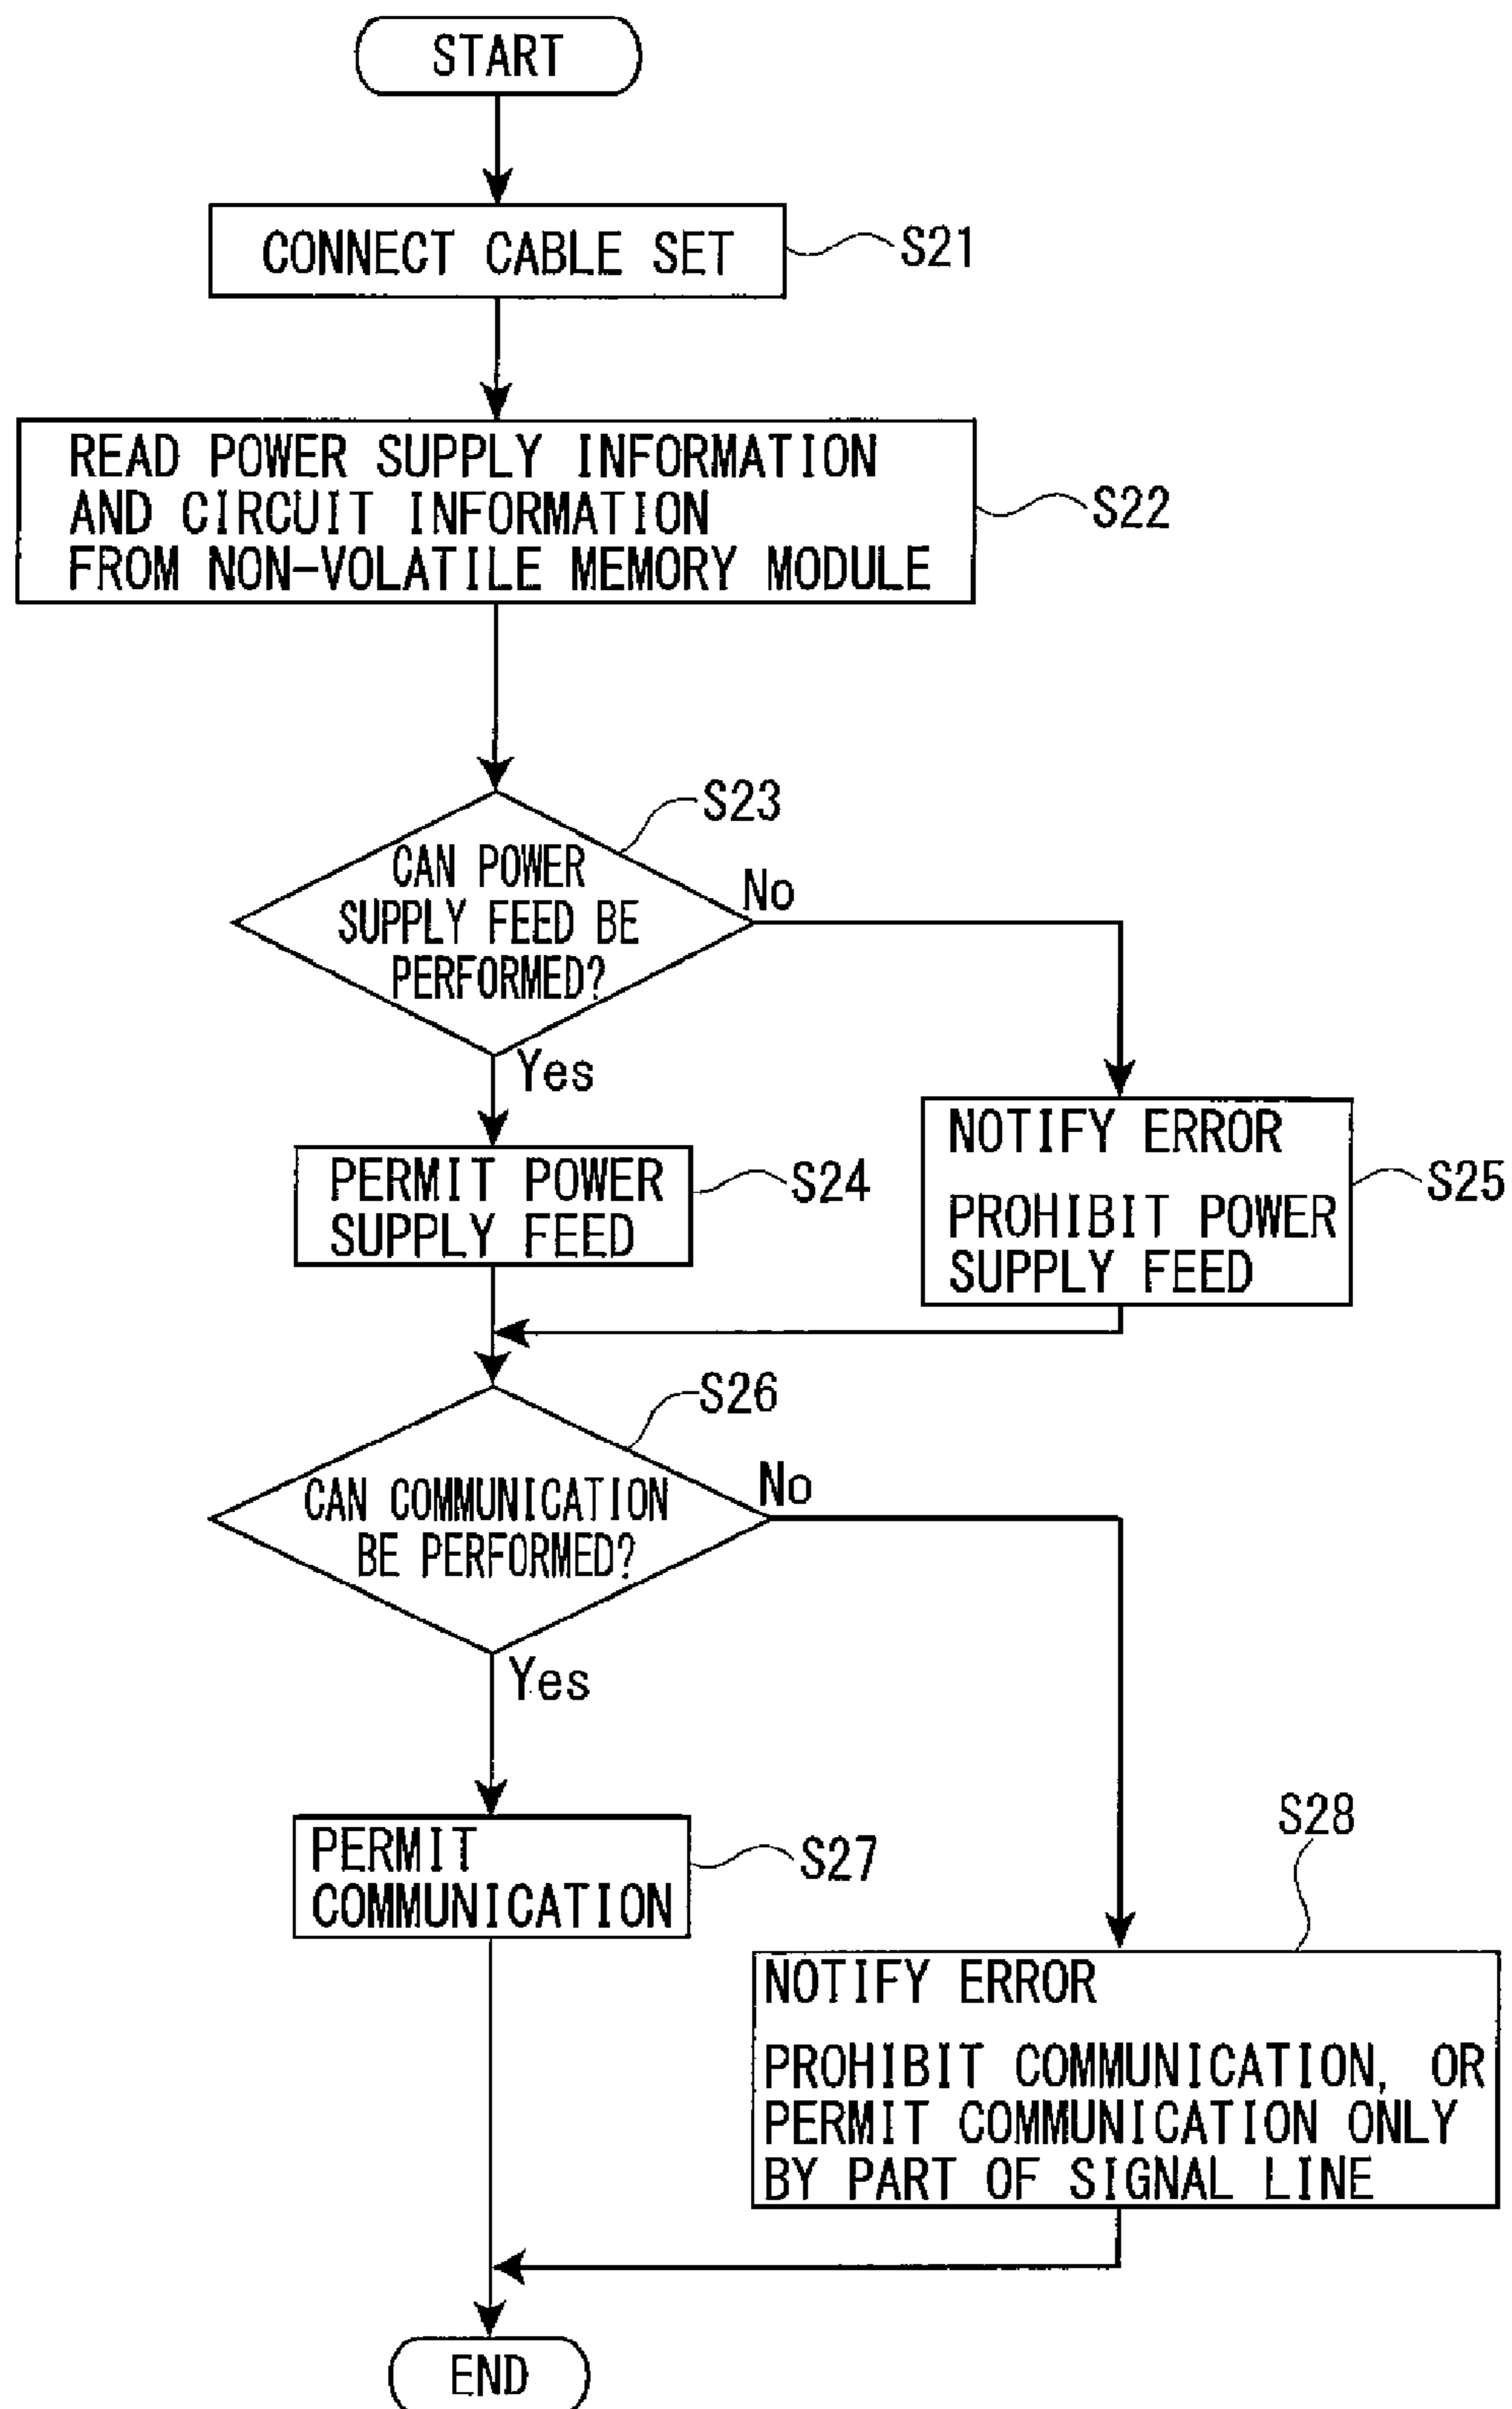 START
CONNECT CABLE SET
S21
READ POWER SUPPLY INFORMATION
AND CIRCUIT INFORMATION
FROM NON-VOLATILE MEMORY MODULE
S22
S23
CAN POWER
SUPPLY FEED BE
PERFORMED?
No
Yes
PERMIT POWER
SUPPLY FEED
S24
NOTIFY ERROR
PROHIBIT POWER
SUPPLY FEED
S25
S26
CAN COMMUNICATION
BE PERFORMED?
No
Yes
PERMIT
COMMUNICATION
S27
S28
NOTIFY ERROR
PROHIBIT COMMUNICATION, OR
PERMIT COMMUNICATION ONLY
BY PART OF SIGNAL LINE
END